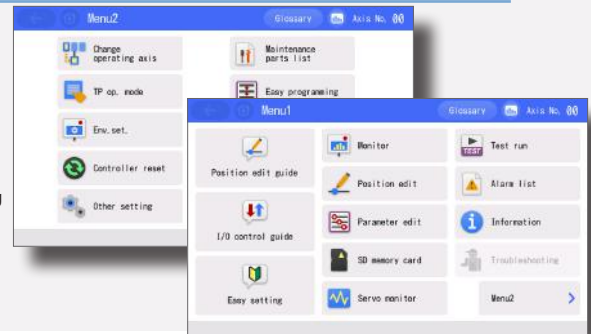 Menu2
Glossary
Axis No. 00
Change
operating axis
Maintenance
parts list
TP op. mode
Easy programming
Env. set.
Controller reset
Other setting
Menu1
Glossary
Axis No. 00
Position edit guide
Monitor
Test run
Position edit
Alarm list
I/O control guide
Parameter edit
Information
SD memory card
Troubleshooting
Easy setting
Servo monitor
Menu2